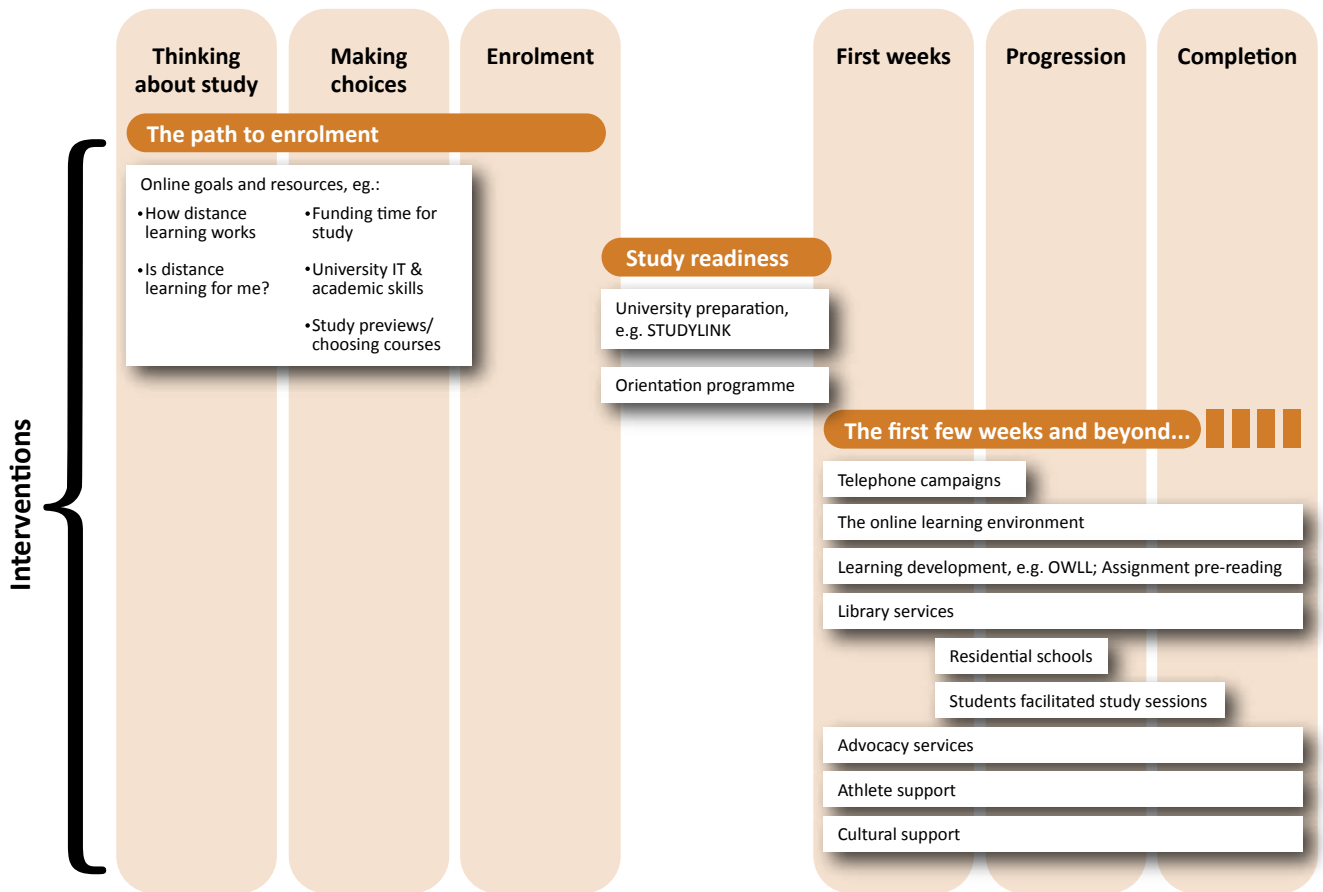 Thinking
about study
Making
choices
Enrolment
First weeks
Progression
Completion
The path to enrolment
Online goals and resources, eg.:
•How distance
learning works
•Is distance
learning for me?
•Funding time for
study
•University IT &
academic skills
•Study previews/
choosing courses
Study readiness
University preparation,
e.g. STUDYLINK
Orientation programme
The first few weeks and beyond...
Telephone campaigns
The online learning environment
Learning development, e.g. OWLL; Assignment pre-reading
Library services
Residential schools
Students facilitated study sessions
Advocacy services
Athlete support
Cultural support
Interventions